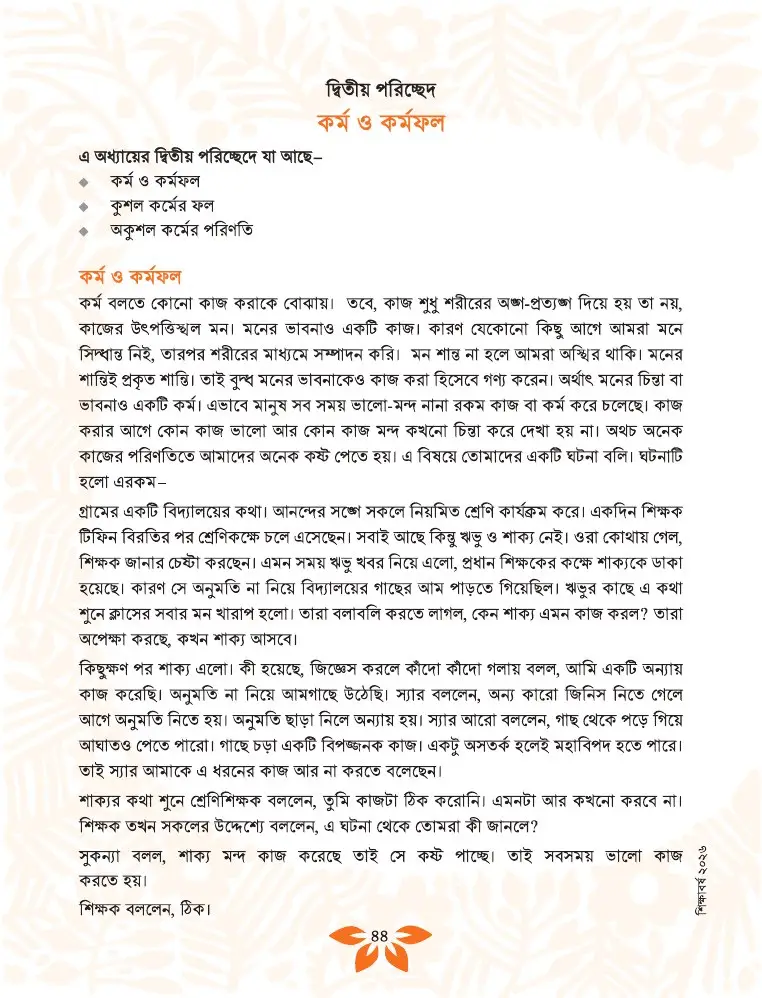 দ্বিতীয় পরিচ্ছেদ
কর্ম ও কর্মফল
এ অধ্যায়ের দ্বিতীয় পরিচ্ছেদে যা আছে–
◆ কর্ম ও কর্মফল
◆ কুশল কর্মের ফল
◆ অকুশল কর্মের পরিণতি
কর্ম ও কর্মফল
কর্ম বলতে কোনো কাজ করাকে বোঝায়। তবে, কাজ শুধু শরীরের অঙ্গ-প্রত্যঙ্গ দিয়ে হয় তা নয়,
কাজের উৎপত্তিস্থল মন। মনের ভাবনাও একটি কাজ। কারণ যেকোনো কিছু আগে আমরা মনে
সিদ্ধান্ত নিই, তারপর শরীরের মাধ্যমে সম্পাদন করি। মন শান্ত না হলে আমরা অস্থির থাকি। মনের
শান্তিই প্রকৃত শান্তি। তাই বুদ্ধ মনের ভাবনাকেও কাজ করা হিসেবে গণ্য করেন। অর্থাৎ মনের চিন্তা বা
ভাবনাও একটি কর্ম। এভাবে মানুষ সব সময় ভালো-মন্দ নানা রকম কাজ বা কর্ম করে চলেছে। কাজ
করার আগে কোন কাজ ভালো আর কোন কাজ মন্দ কখনো চিন্তা করে দেখা হয় না। অথচ অনেক
কাজের পরিণতিতে আমাদের অনেক কষ্ট পেতে হয়। এ বিষয়ে তোমাদের একটি ঘটনা বলি। ঘটনাটি
হলো এরকম–
গ্রামের একটি বিদ্যালয়ের কথা। আনন্দের সঙ্গে সকলে নিয়মিত শ্রেণি কার্যক্রম করে। একদিন শিক্ষক
টিফিন বিরতির পর শ্রেণিকক্ষে চলে এসেছেন। সবাই আছে কিন্তু ঋভু ও শাক্য নেই। ওরা কোথায় গেল,
শিক্ষক জানার চেষ্টা করছেন। এমন সময় ঋভু খবর নিয়ে এলো, প্রধান শিক্ষকের কক্ষে শাক্যকে ডাকা
হয়েছে। কারণ সে অনুমতি না নিয়ে বিদ্যালয়ের গাছের আম পাড়তে গিয়েছিল। ঋভুর কাছে এ কথা
শুনে ক্লাসের সবার মন খারাপ হলো। তারা বলাবলি করতে লাগল, কেন শাক্য এমন কাজ করল? তারা
অপেক্ষা করছে, কখন শাক্য আসবে।
কিছুক্ষণ পর শাক্য এলো। কী হয়েছে, জিজ্ঞেস করলে কাঁদো কাঁদো গলায় বলল, আমি একটি অন্যায়
কাজ করেছি। অনুমতি না নিয়ে আমগাছে উঠেছি। স্যার বললেন, অন্য কারো জিনিস নিতে গেলে
আগে অনুমতি নিতে হয়। অনুমতি ছাড়া নিলে অন্যায় হয়। স্যার আরো বললেন, গাছ থেকে পড়ে গিয়ে
আঘাতও পেতে পারো। গাছে চড়া একটি বিপজ্জনক কাজ। একটু অসতর্ক হলেই মহাবিপদ হতে পারে।
তাই স্যার আমাকে এ ধরনের কাজ আর না করতে বলেছেন।
শাক্যর কথা শুনে শ্রেণিশিক্ষক বললেন, তুমি কাজটা ঠিক করোনি। এমনটা আর কখনো করবে না।
শিক্ষক তখন সকলের উদ্দেশ্যে বললেন, এ ঘটনা থেকে তোমরা কী জানলে?
সুকন্যা বলল, শাক্য মন্দ কাজ করেছে তাই সে কষ্ট পাচ্ছে। তাই সবসময় ভালো কাজ
করতে হয়।
শিক্ষক বললেন, ঠিক।
৪৪
শিক্ষাবর্ষ ২০২৬